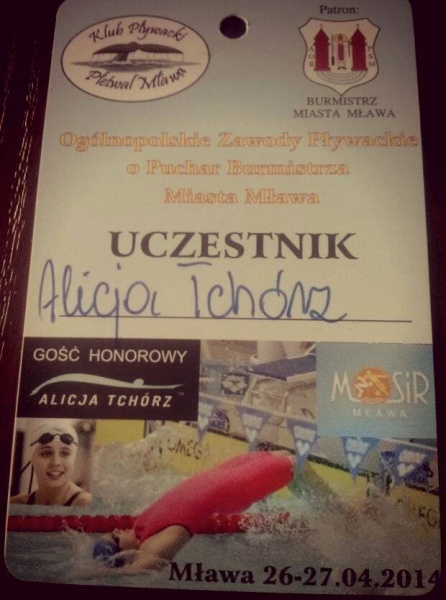 Klub Pływacki
Płetwal Mława
Patron:
BURMISTRZ
MIASTA MŁAWA
Ogólnopolskie Zawody Pływackie
o Puchar Burmistrza
Miasta Mława
UCZESTNIK
Alicja Tchórz
GOŚĆ HONOROWY
ALICJA TCHÓRZ
MOSiR
MŁAWA
OMEGA
Mława 26-27.04.2014